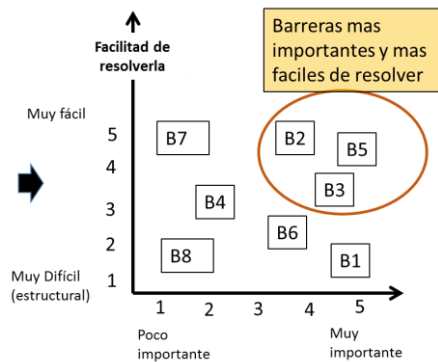 Facilitad de
resolverla
Barreras mas
importantes y mas
faciles de resolver
Muy fácil
5
B7
B2
B5
4
B3
3
B4
B6
2
B8
B1
Muy Difícil
(estructural)
1
1
2
3
4
5
Poco
importante
Muy
importante